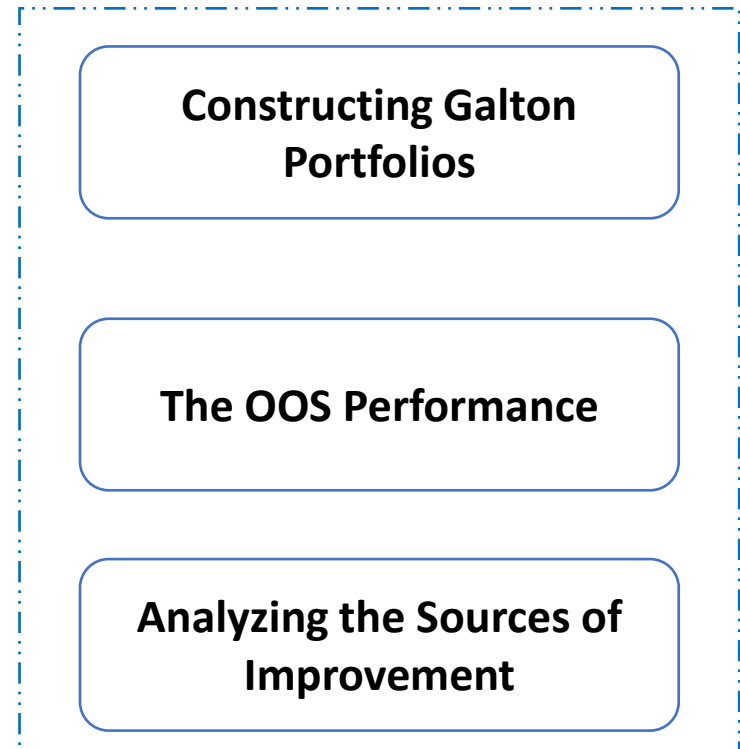 Constructing Galton
Portfolios
The OOS Performance
Analyzing the Sources of
Improvement